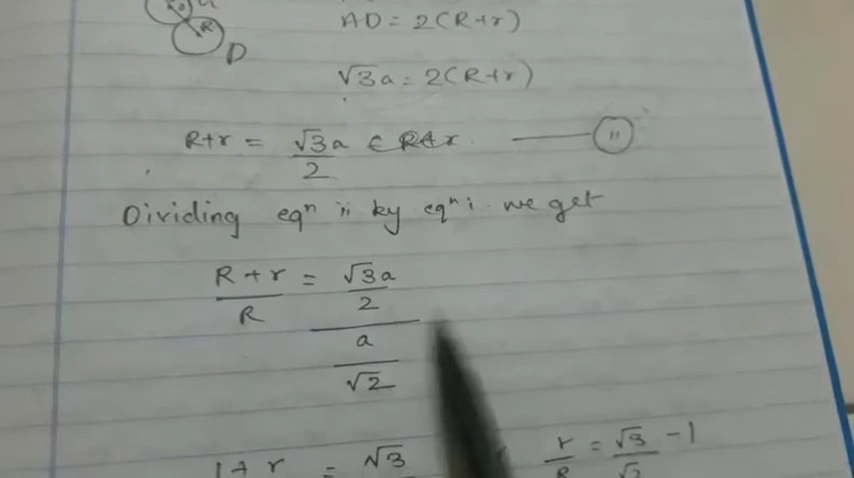 R
D
AD = 2(R+r)
√3a = 2(R+r)
R+r = √3a/2 ii
Dividing eqⁿ ii by eqⁿ i. we get
R+r/R = √3a/2 / a/√2
1+ r = √3 r/R = √3/√2 -1